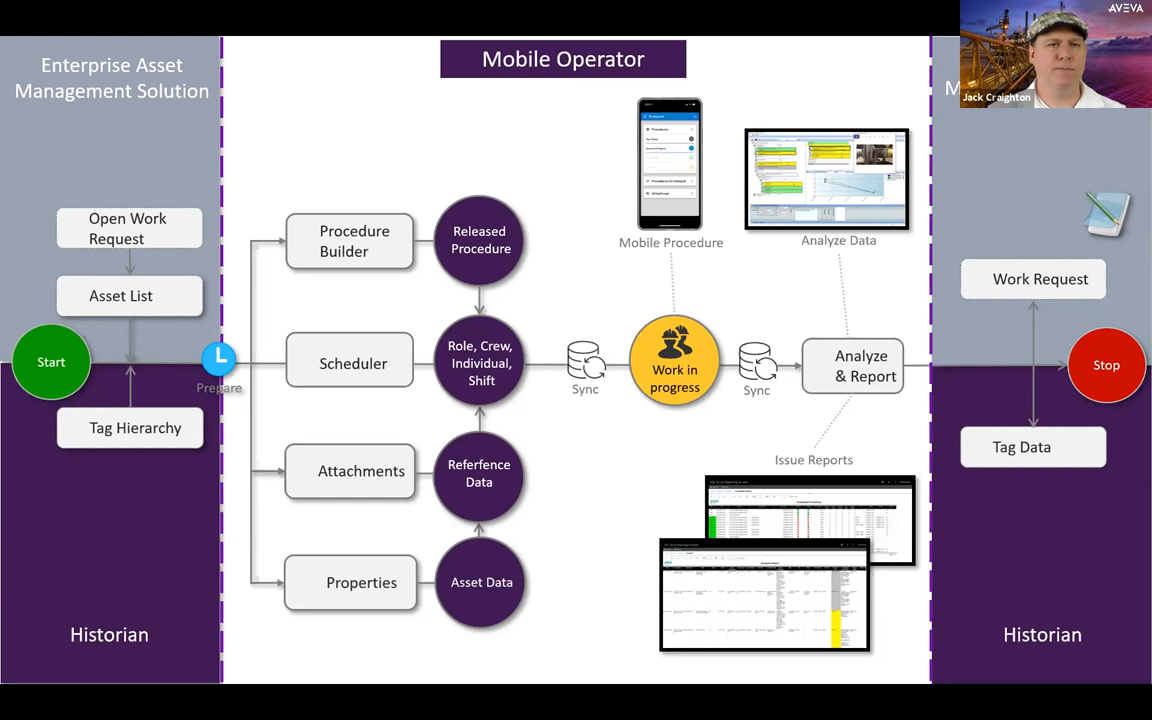 AVEVA
Jack Craighton
Mobile Operator
Enterprise Asset
Management Solution
M
Open Work
Request
Asset List
Start
Tag Hierarchy
Prepare
Historian
Procedure
Builder
Released
Procedure
Scheduler
Role, Crew,
Individual,
Shift
Attachments
Referfence
Data
Properties
Asset Data
Sync
Mobile Procedure
Work in
progress
Sync
Analyze Data
Analyze
& Report
Issue Reports
Work Request
Stop
Tag Data
Historian